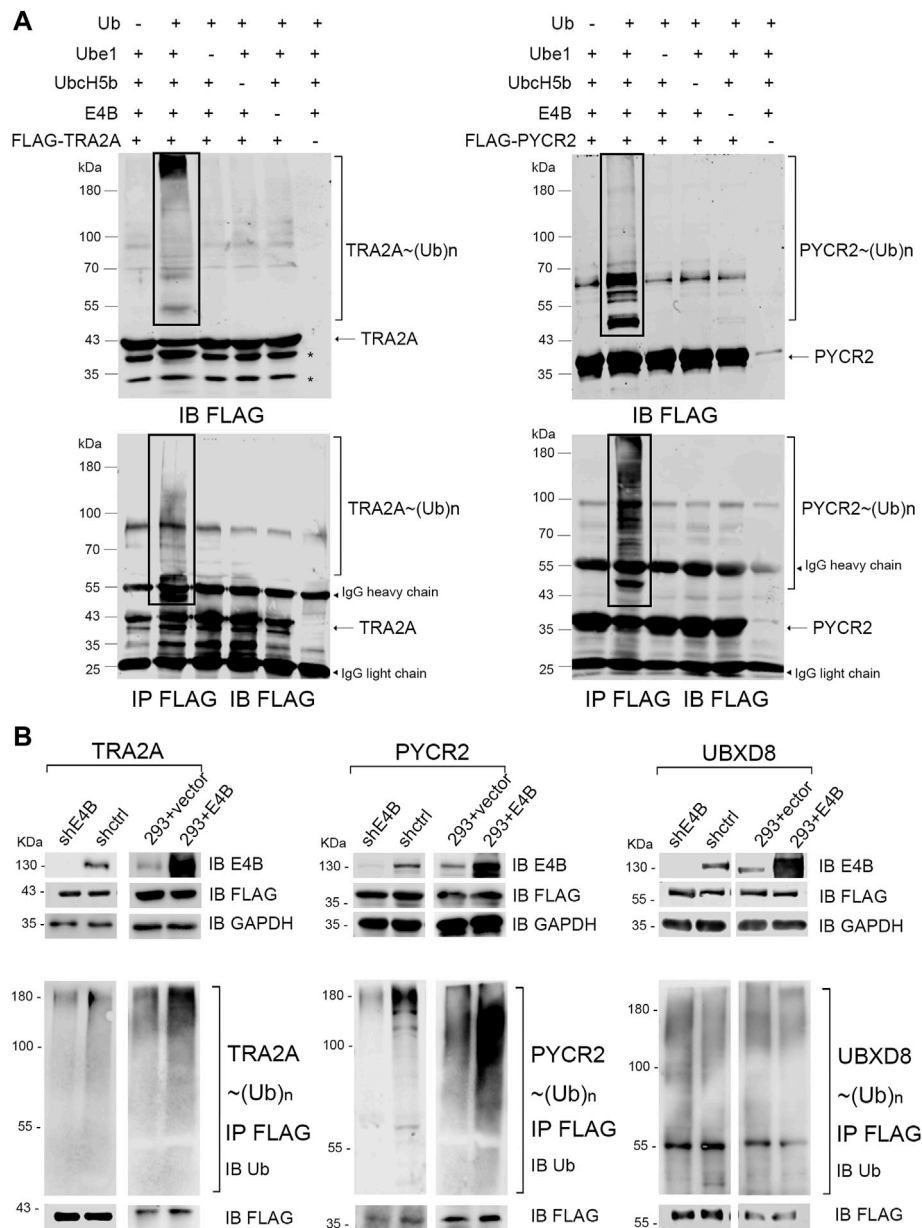 A
Ub - + + + + +
Ube1 + + - + + +
UbcH5b + + + - + +
E4B + + + + - +
FLAG-TRA2A + + + + + -
kDa
180
100
70
55
43
35
TRA2A~(Ub)n
TRA2A
*
*
IB FLAG
Ub - + + + + +
Ube1 + + - + + +
UbcH5b + + + - + +
E4B + + + + - +
FLAG-PYCR2 + + + + + -
kDa
180
100
70
55
43
35
PYCR2~(Ub)n
PYCR2
IB FLAG
kDa
180
100
70
55
43
35
25
TRA2A~(Ub)n
IgG heavy chain
TRA2A
IgG light chain
IP FLAG IB FLAG
kDa
180
100
55
43
35
25
PYCR2~(Ub)n
IgG heavy chain
PYCR2
IgG light chain
IP FLAG IB FLAG
B
TRA2A
shE4B shctrl 293+vector 293+E4B
KDa
130 - IB E4B
43 - IB FLAG
35 - IB GAPDH
180 -
100 -
55 -
TRA2A
~(Ub)n
IP FLAG
IB Ub
43 - IB FLAG
PYCR2
shE4B shctrl 293+vector 293+E4B
KDa
130 - IB E4B
43 - IB FLAG
35 - IB GAPDH
180 -
100 -
55 -
PYCR2
~(Ub)n
IP FLAG
IB Ub
35 - IB FLAG
UBXD8
shE4B shctrl 293+ector 293+E4B
KDa
130 - IB E4B
55 - IB FLAG
35 - IB GAPDH
180 -
100 -
55 -
UBXD8
~(Ub)n
IP FLAG
IB Ub
55 - IB FLAG